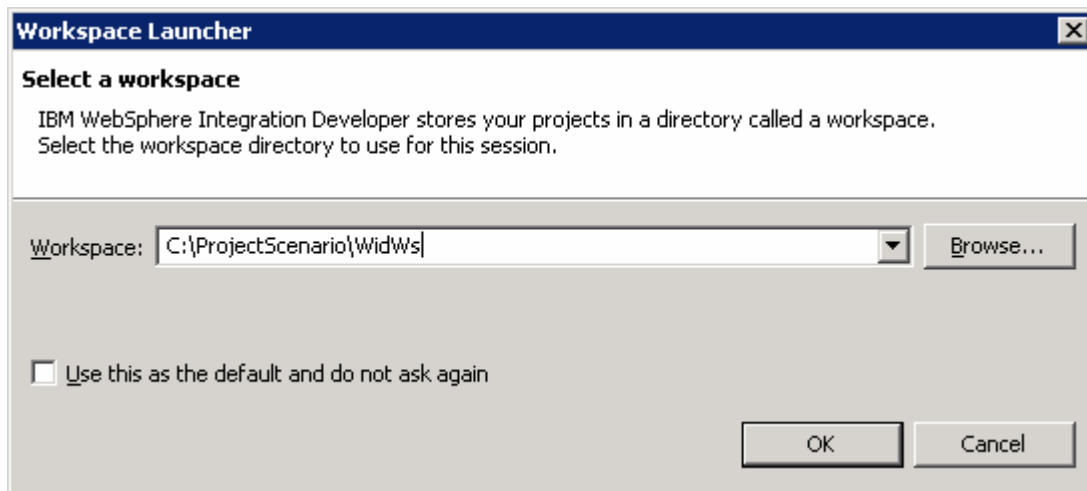 Workspace Launcher
Select a workspace
IBM WebSphere Integration Developer stores your projects in a directory called a workspace.
Select the workspace directory to use for this session.
Workspace: C:\ProjectScenario\WidWs Browse...
Use this as the default and do not ask again
OK Cancel